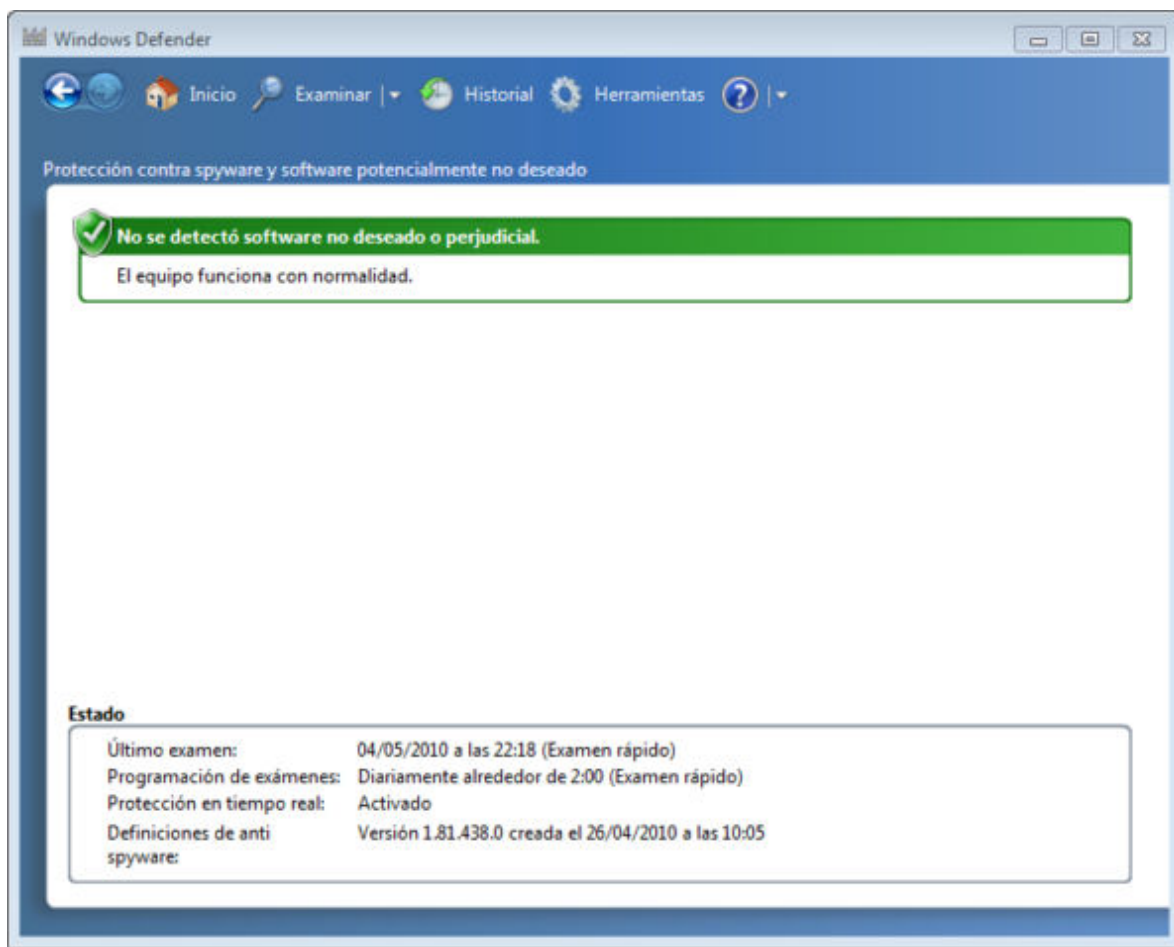 Windows Defender
Inicio Examinar Historial Herramientas ?
Protección contra spyware y software potencialmente no deseado
No se detectó software no deseado o perjudicial.
El equipo funciona con normalidad.
Estado
Último examen: 04/05/2010 a las 22:18 (Examen rápido)
Programación de exámenes: Diariamente alrededor de 2:00 (Examen rápido)
Protección en tiempo real: Activado
Definiciones de anti Versión 1.81.438.0 creada el 26/04/2010 a las 10:05
spyware: